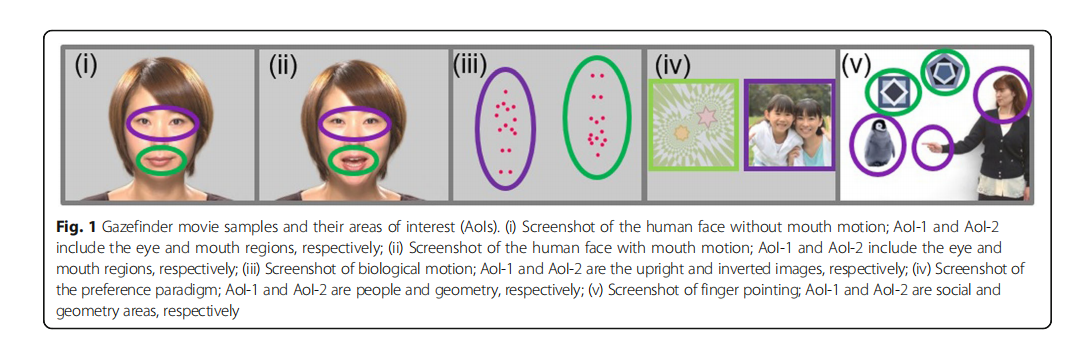 (i) (ii) (iii) (iv) (v)
Fig. 1 Gazefinder movie samples and their areas of interest (AoIs). (i) Screenshot of the human face without mouth motion; AoI-1 and AoI-2
include the eye and mouth regions, respectively; (ii) Screenshot of the human face with mouth motion; AoI-1 and AoI-2 include the eye and
mouth regions, respectively; (iii) Screenshot of biological motion; AoI-1 and AoI-2 are the upright and inverted images, respectively; (iv) Screenshot of
the preference paradigm; AoI-1 and AoI-2 are people and geometry, respectively; (v) Screenshot of finger pointing; AoI-1 and AoI-2 are social and
geometry areas, respectively